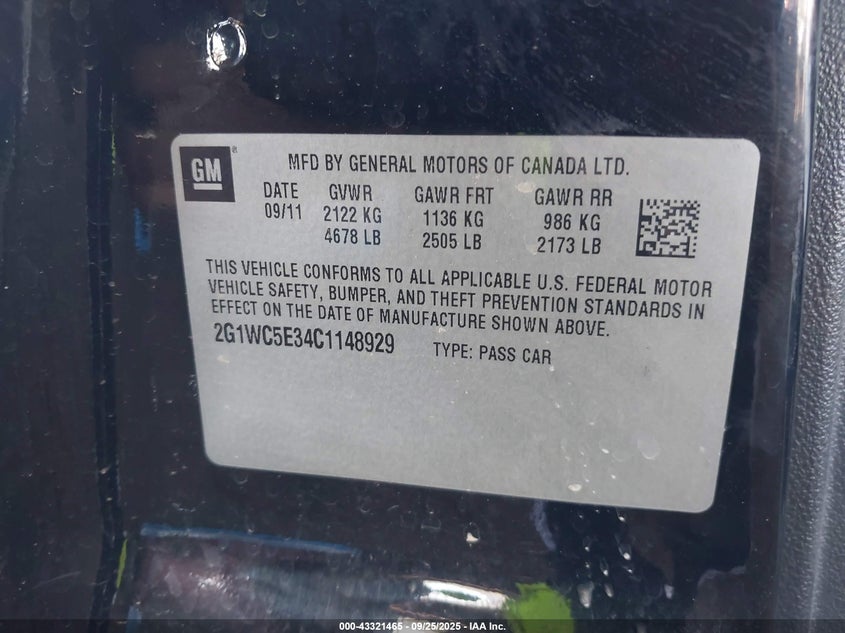 GM
MFD BY GENERAL MOTORS OF CANADA LTD.
DATE GVWR GAWR FRT GAWR RR
09/11 2122 KG 1136 KG 986 KG
4678 LB 2505 LB 2173 LB
THIS VEHICLE CONFORMS TO ALL APPLICABLE U.S. FEDERAL MOTOR
VEHICLE SAFETY, BUMPER, AND THEFT PREVENTION STANDARDS IN
EFFECT ON THE DATE OF MANUFACTURE SHOWN ABOVE.
2G1WC5E34C1148929 TYPE: PASS CAR
000-43321465 - 09/25/2025 - IAA Inc.